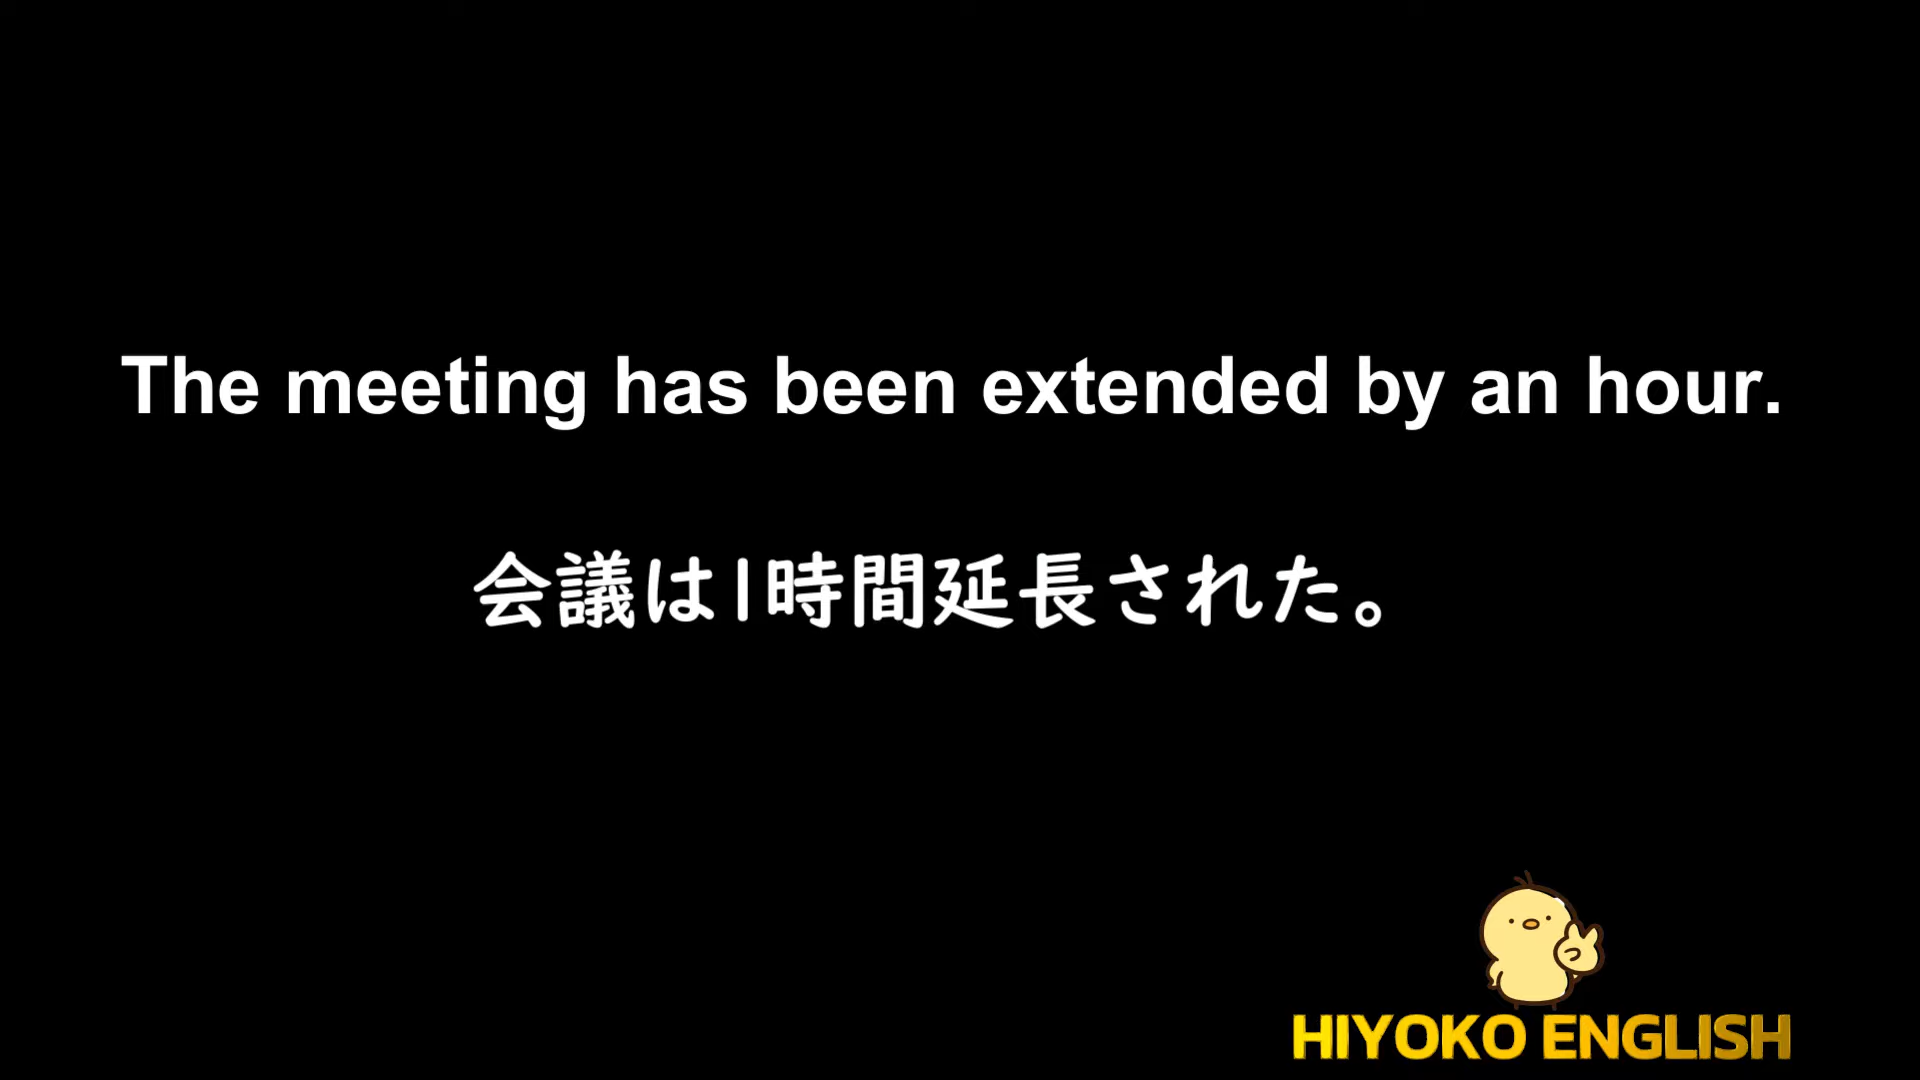 The meeting has been extended by an hour.
会議は1時間延長された。
HIYOKO ENGLISH